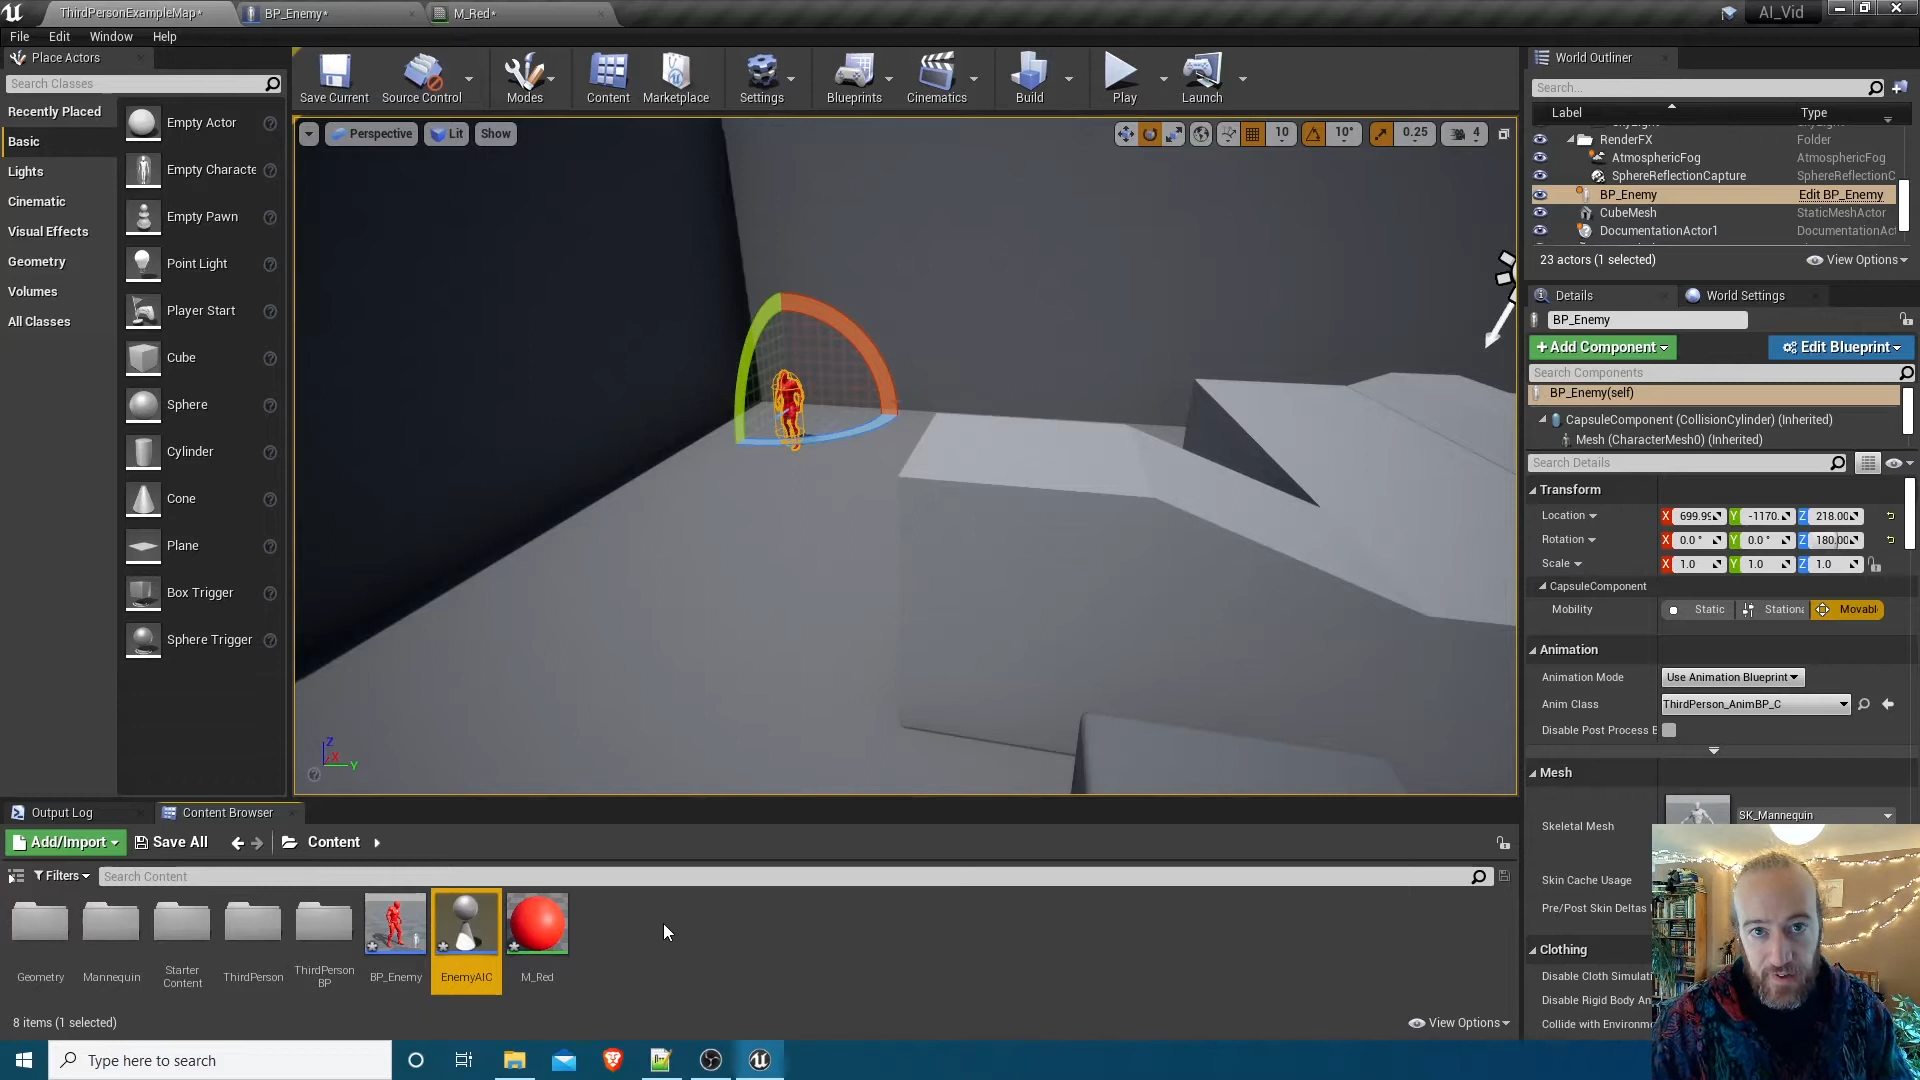 ThirdPersonExampleMap*
BP_Enemy*
M_Red*
AI_Vid
File Edit Window Help
Place Actors
Search Classes
Recently Placed
Basic
Lights
Cinematic
Visual Effects
Geometry
Volumes
All Classes
Empty Actor
Empty Characte
Empty Pawn
Point Light
Player Start
Cube
Sphere
Cylinder
Cone
Plane
Box Trigger
Sphere Trigger
Save Current
Source Control
Modes
Content
Marketplace
Settings
Blueprints
Cinematics
Build
Play
Launch
Perspective
Lit
Show
10
10°
0.25
4
Z
X
Y
World Outliner
Search...
Label Type
RenderFX Folder
AtmosphericFog AtmosphericFog
SphereReflectionCapture SphereReflectionC
BP_Enemy Edit BP_Enemy
CubeMesh StaticMeshActor
DocumentationActor1 DocumentationAct
23 actors (1 selected)
View Options
Details
World Settings
BP_Enemy
+Add Component
Edit Blueprint
Search Components
BP_Enemy(self)
CapsuleComponent (CollisionCylinder) (Inherited)
Mesh (CharacterMesh0) (Inherited)
Search Details
Transform
Location X 699.99 Y -1170. Z 218.00
Rotation X 0.0 ° Y 0.0 ° Z 180.00
Scale X 1.0 Y 1.0 Z 1.0
CapsuleComponent
Mobility Static Stationa Movabl
Animation
Animation Mode Use Animation Blueprint
Anim Class ThirdPerson_AnimBP_C
Disable Post Process B
Mesh
Skeletal Mesh SK_Mannequin
Skin Cache Usage
Pre/Post Skin Deltas
Clothing
Disable Cloth Simulati
Disable Rigid Body An
Collide with Environme
Output Log
Content Browser
Add/Import
Save All
Content
Filters
Search Content
Geometry
Mannequin
Starter
Content
ThirdPerson
ThirdPerson
BP
BP_Enemy
EnemyAIC
M_Red
8 items (1 selected)
View Options
Type here to search